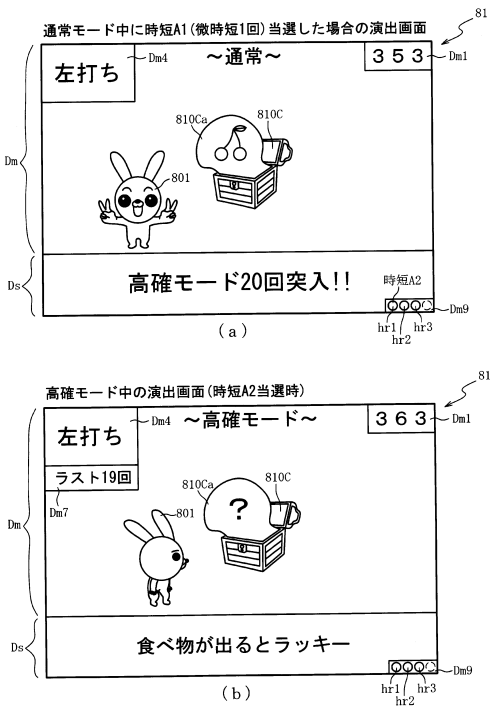 通常モード中に時短A1(微時短1回)当選した場合の演出画面
81
左打ち
Dm4
～通常～
353
Dm1
810Ca
810C
801
Dm
Ds
高確モード20回突入!!
時短A2
Dm9
hr1
hr2
hr3
(a)
高確モード中の演出画面(時短A2当選時)
81
左打ち
Dm4
～高確モード～
363
Dm1
ラスト19回
Dm7
810Ca
810C
?
801
Dm
Ds
食べ物が出るとラッキー
Dm9
hr1
hr2
hr3
(b)